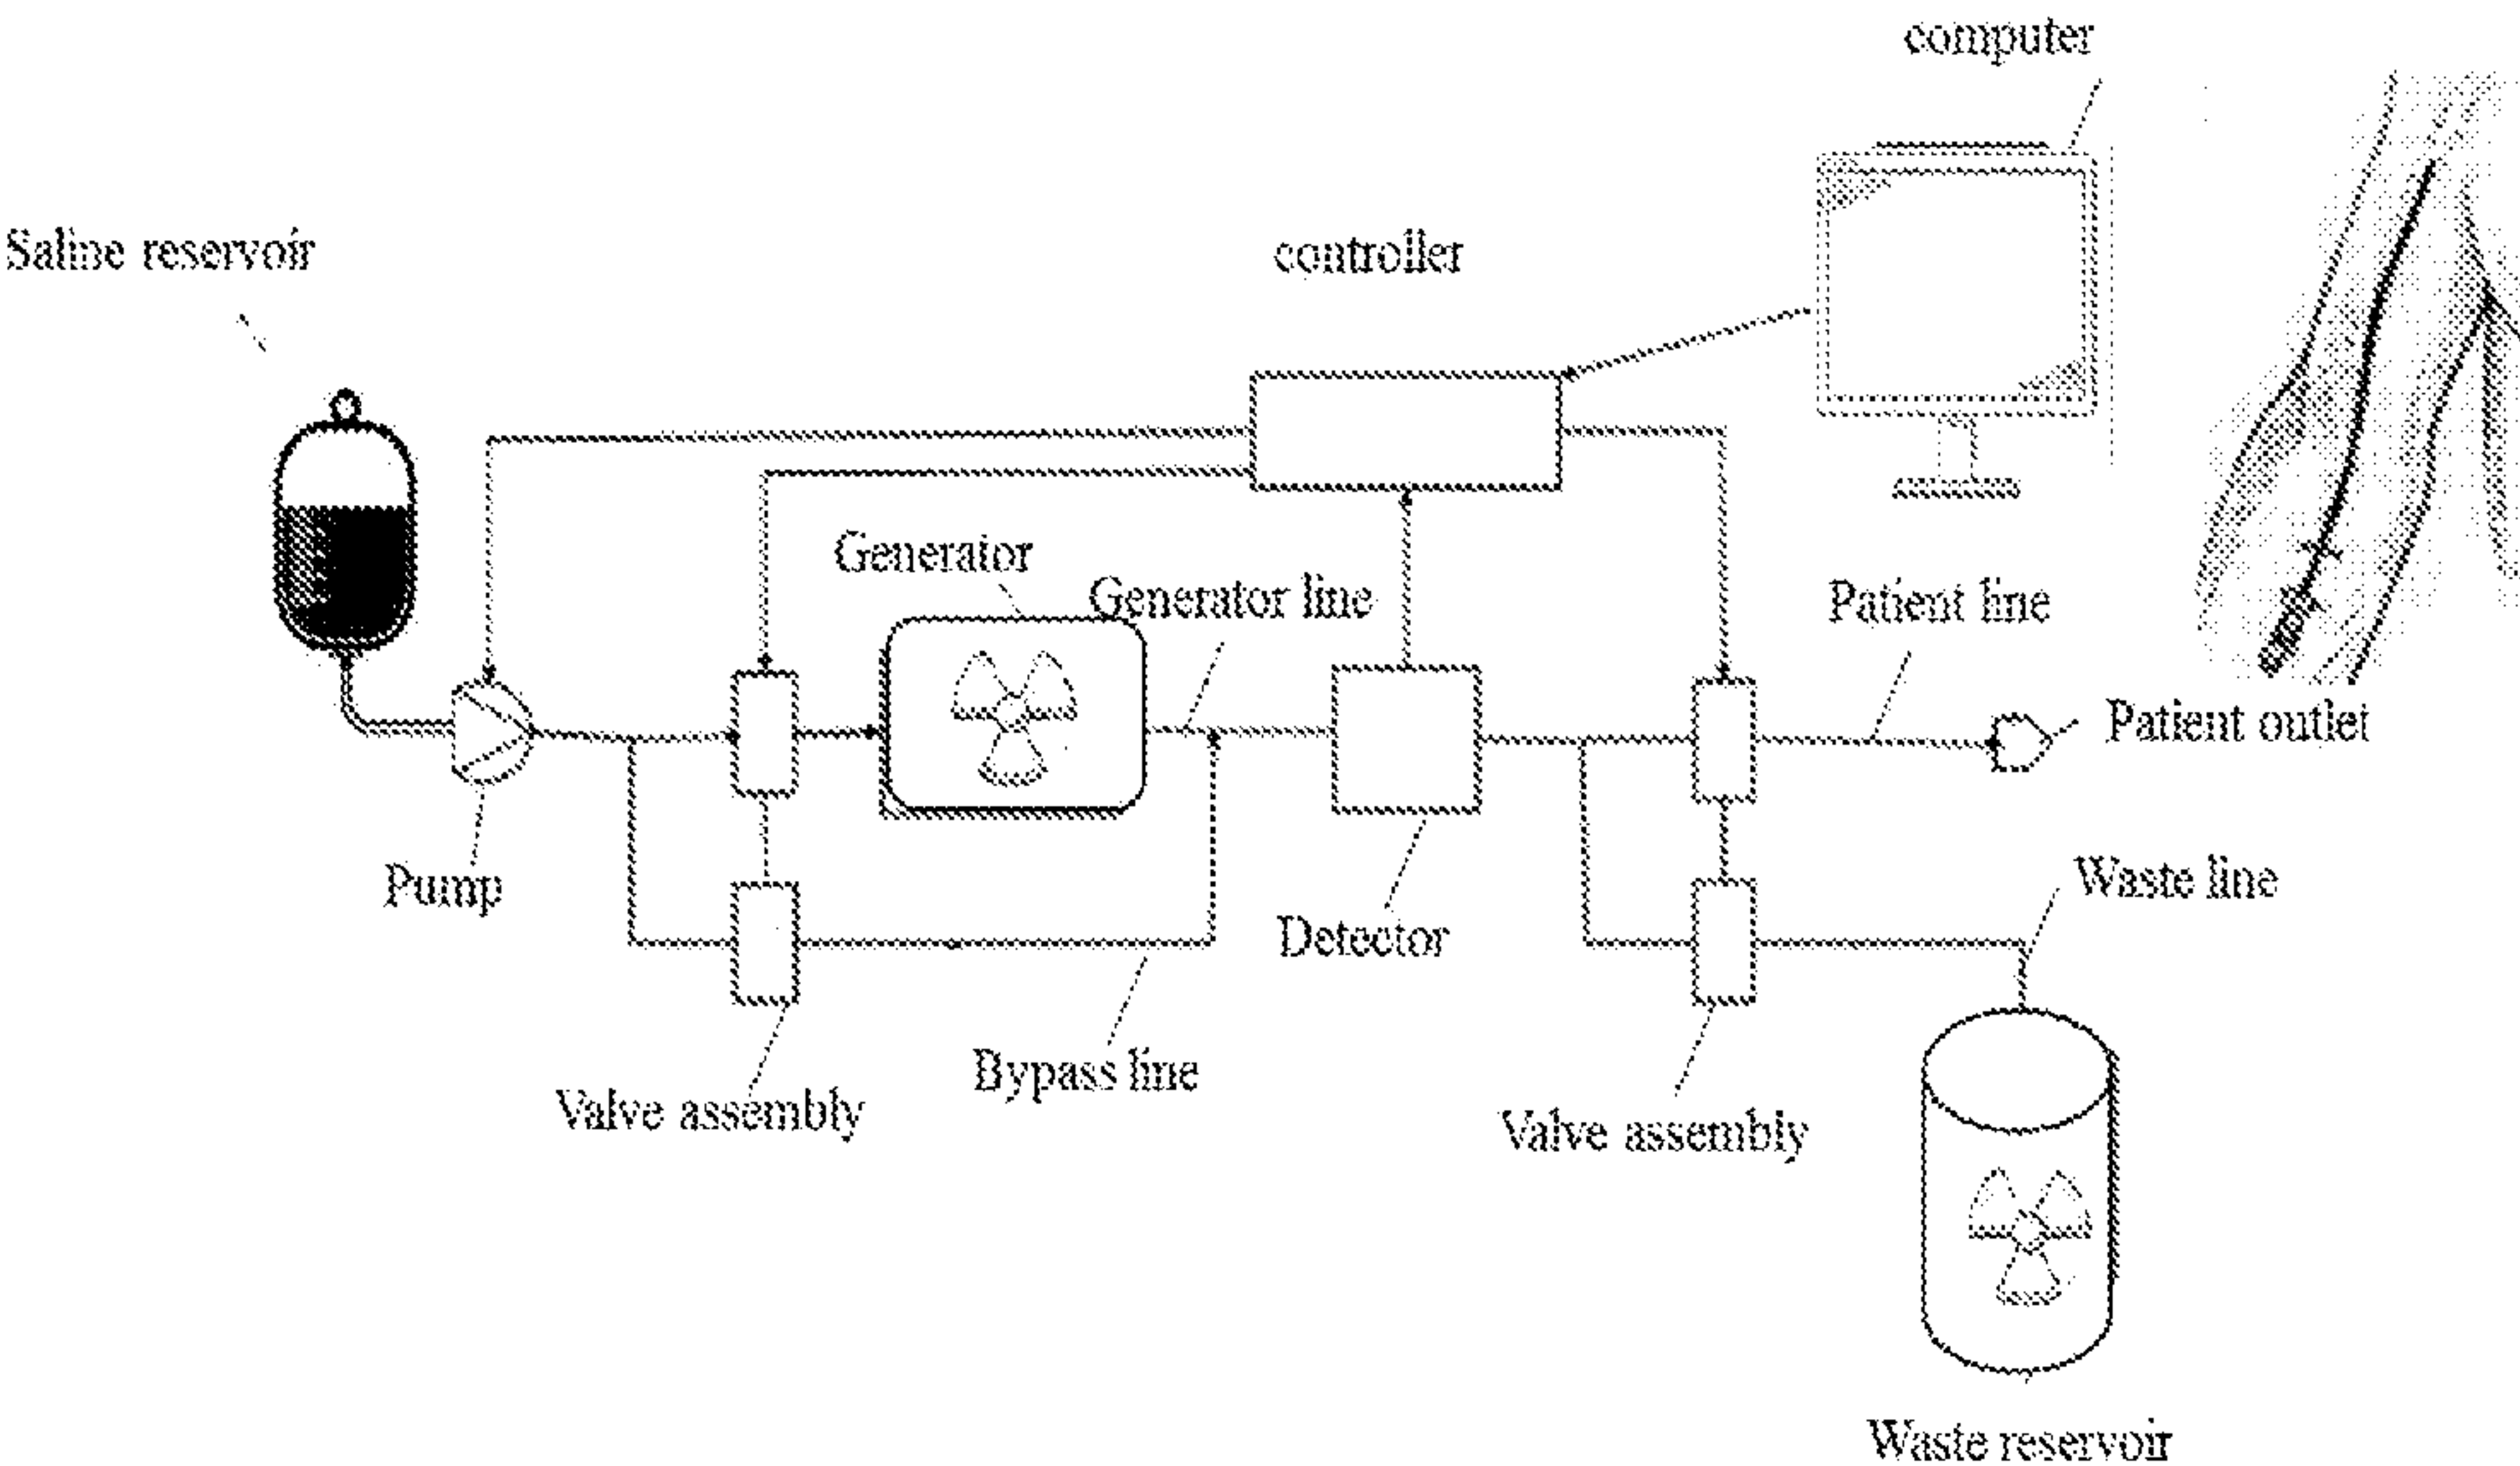 computer
Saline reservoir
controller
Generator
Generator line
Patient line
Patient outlet
Pump
Waste line
Detector
Bypass line
Valve assembly
Valve assembly
Waste reservoir